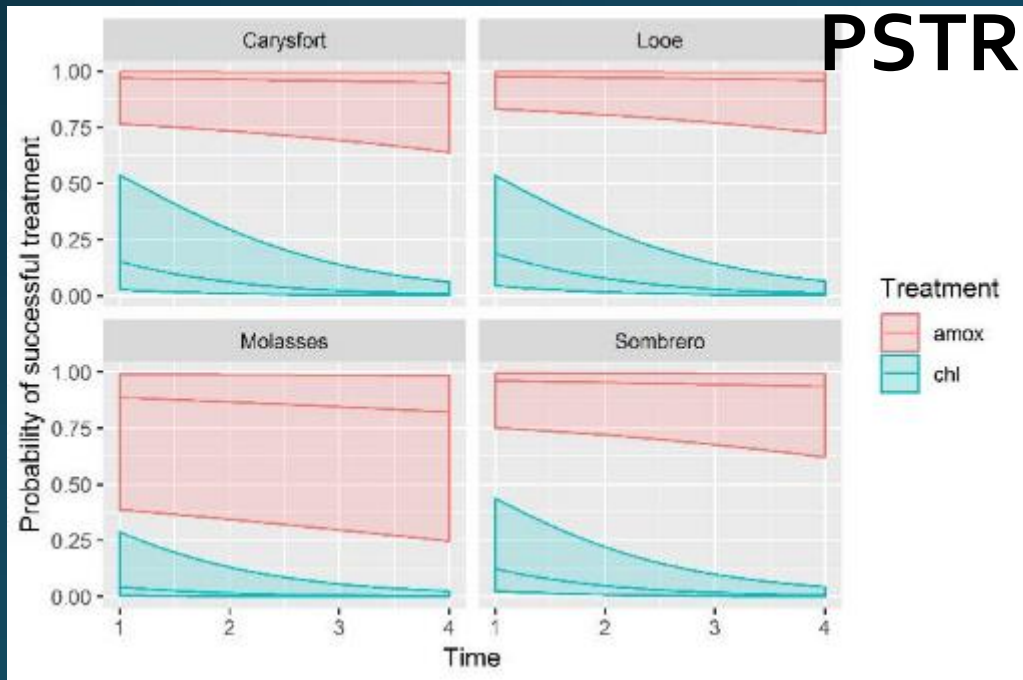 PSTR
Carysfort
Looe
1.00
0.75
0.50
0.25
0.00
Molasses
Sombrero
1.00
0.75
0.50
0.25
0.00
1 2 3 4
1 2 3 4
Time
Probability of successful treatment
Treatment
amox
chl